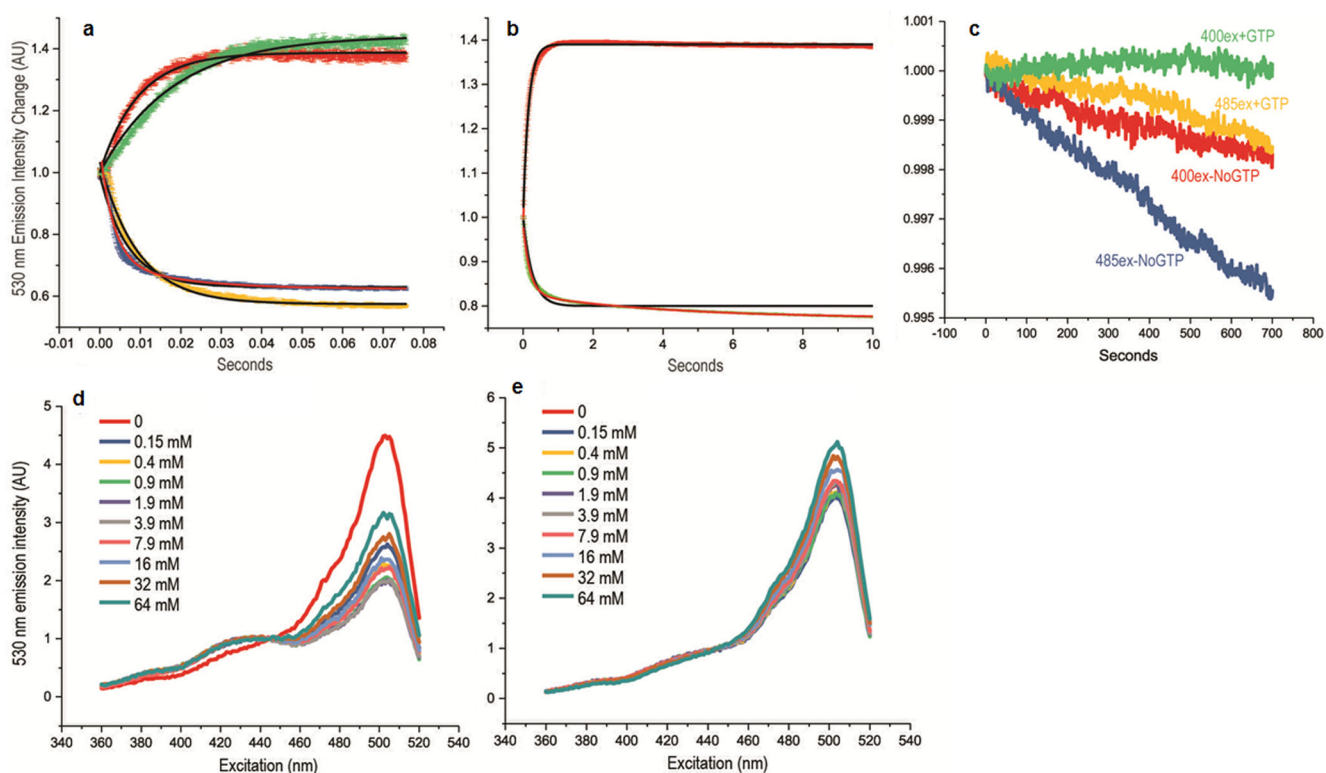 a
530 nm Emission Intensity Change (AU)
1.4
1.2
1.0
0.8
0.6
-0.01 0.00 0.01 0.02 0.03 0.04 0.05 0.06 0.07 0.08
Seconds
b
1.4
1.3
1.2
1.1
1.0
0.9
0.8
0 2 4 6 8 10
Seconds
c
1.001
1.000
0.999
0.998
0.997
0.996
0.995
400ex+GTP
485ex+GTP
400ex-NoGTP
485ex-NoGTP
-100 0 100 200 300 400 500 600 700 800
Seconds
d
530 nm emission intensity (AU)
5
4
3
2
1
0
0
0.15 mM
0.4 mM
0.9 mM
1.9 mM
3.9 mM
7.9 mM
16 mM
32 mM
64 mM
340 360 380 400 420 440 460 480 500 520 540
Excitation (nm)
e
6
5
4
3
2
1
0
0
0.15 mM
0.4 mM
0.9 mM
1.9 mM
3.9 mM
7.9 mM
16 mM
32 mM
64 mM
340 360 380 400 420 440 460 480 500 520 540
Excitation (nm)